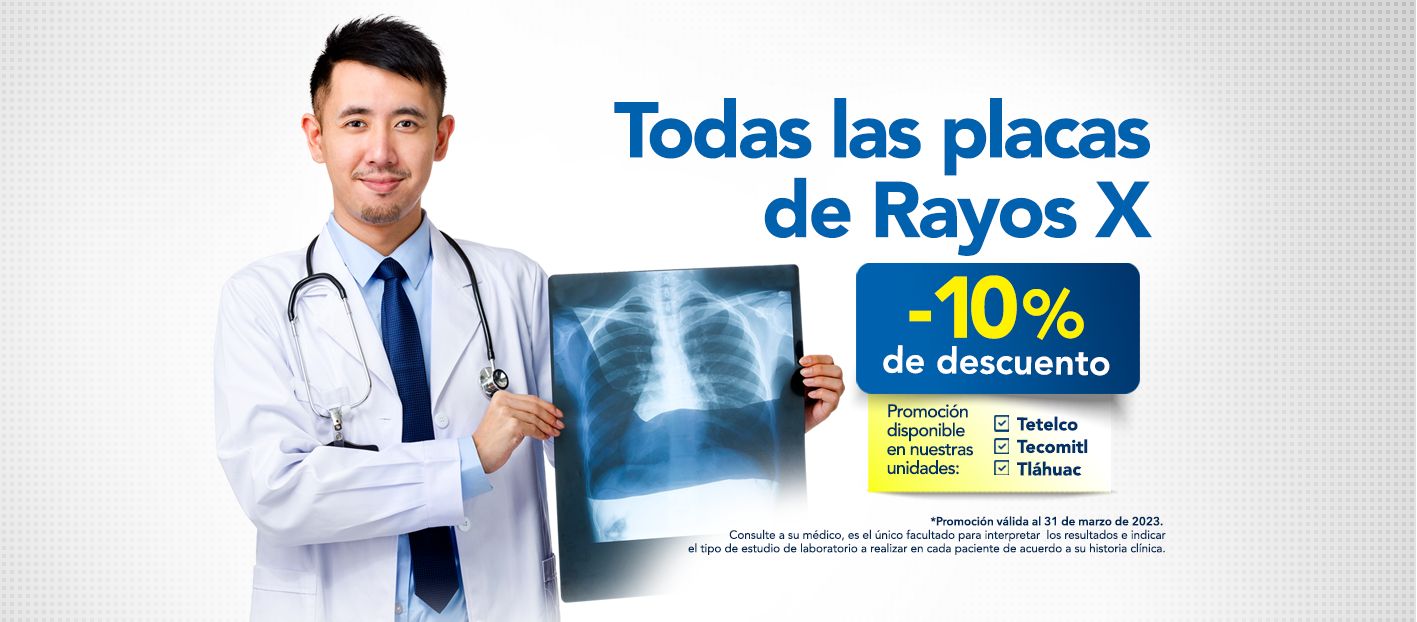 Todas las placas
de Rayos X
-10%
de descuento
Promoción
disponible
en nuestras
unidades:
Tetelco
Tecomitl
Tláhuac
*Promoción válida al 31 de marzo de 2023.
Consulte a su médico, es el único facultado para interpretar los resultados e indicar
el tipo de estudio de laboratorio a realizar en cada paciente de acuerdo a su historia clínica.